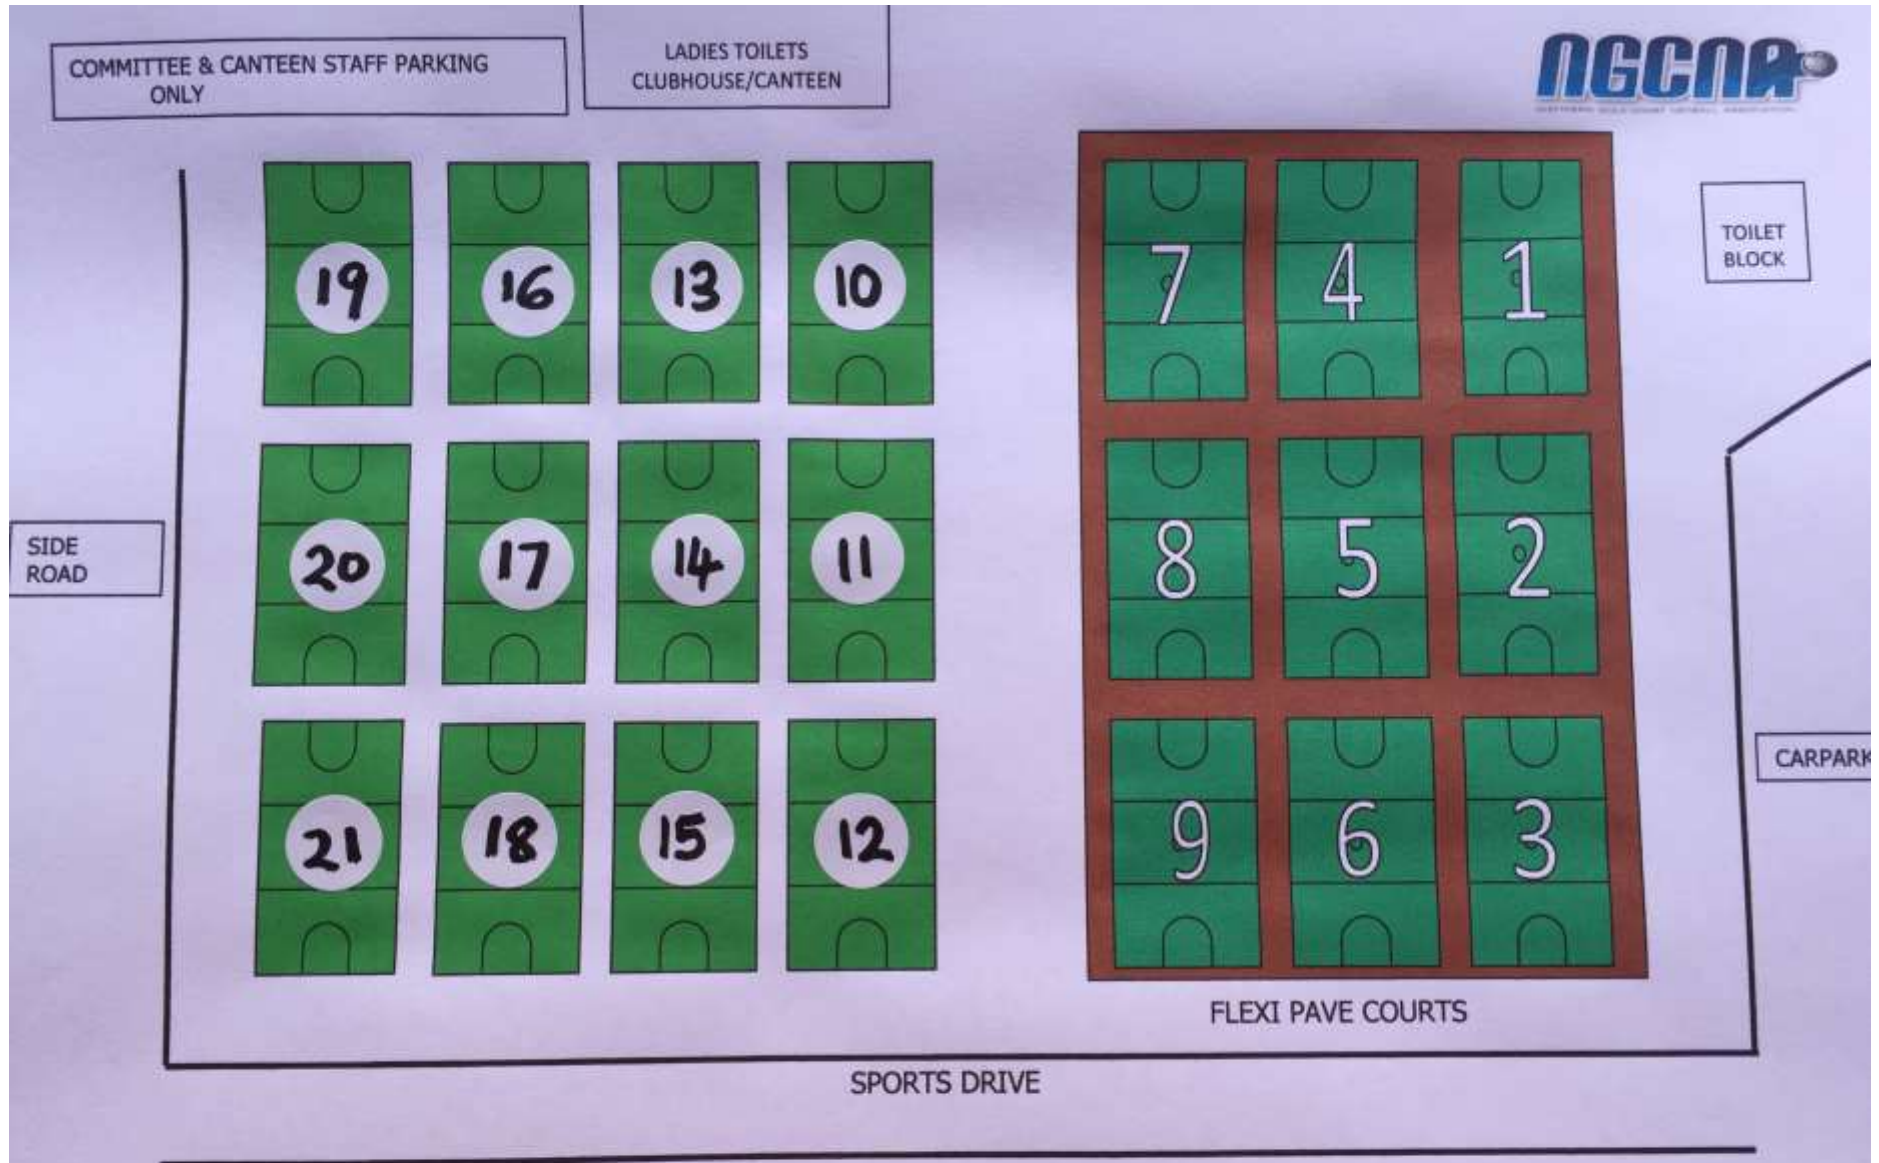 COMMITTEE & CANTEEN STAFF PARKING
ONLY
LADIES TOILETS
CLUBHOUSE/CANTEEN
NGCNA
19 16 13 10 7 4 1
TOILET
BLOCK
SIDE
ROAD
20 17 14 11 8 5 2
CARPARK
21 18 15 12 9 6 3
FLEXI PAVE COURTS
SPORTS DRIVE